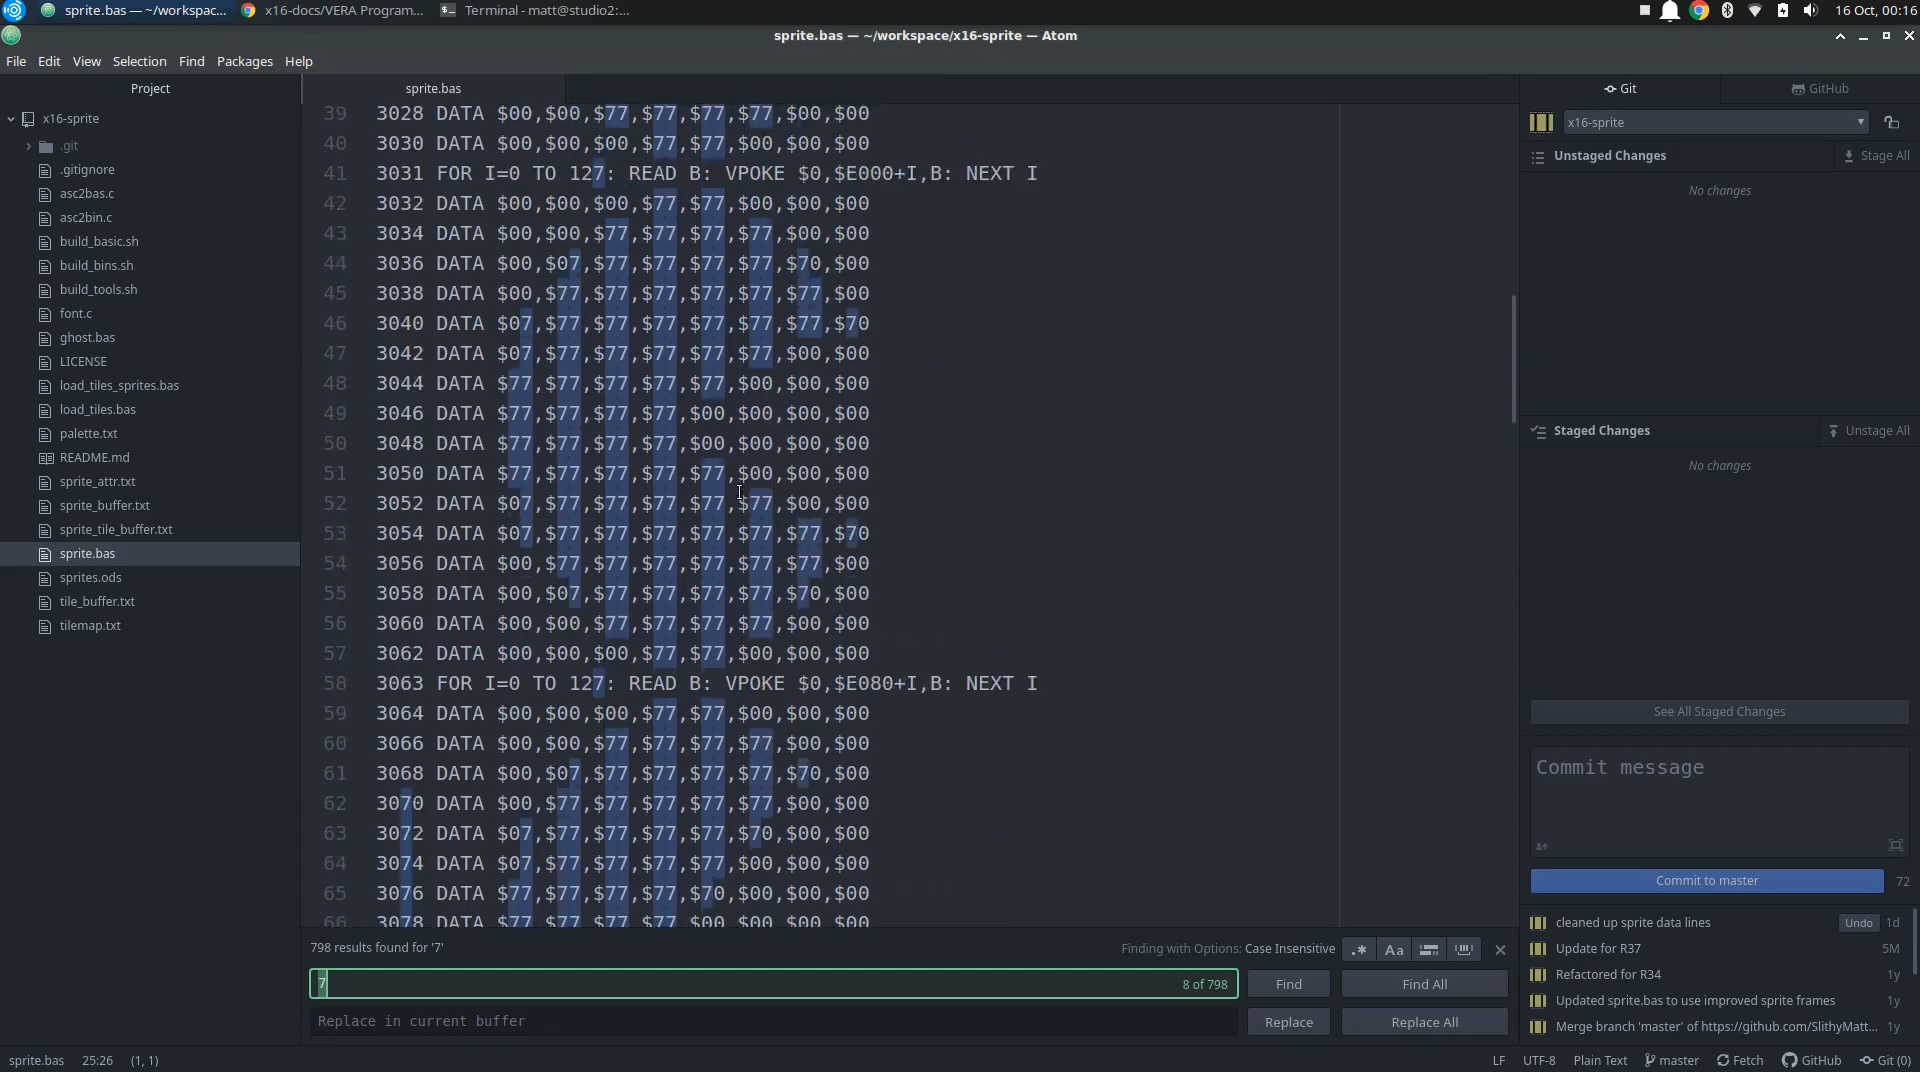 sprite.bas — ~/workspac...
x16-docs/VERA Program...
Terminal - matt@studio2:...
16 Oct, 00:16
sprite.bas — ~/workspace/x16-sprite — Atom
File Edit View Selection Find Packages Help
Project
x16-sprite
.git
.gitignore
asc2bas.c
asc2bin.c
build_basic.sh
build_bins.sh
build_tools.sh
font.c
ghost.bas
LICENSE
load_tiles_sprites.bas
load_tiles.bas
palette.txt
README.md
sprite_attr.txt
sprite_buffer.txt
sprite_tile_buffer.txt
sprite.bas
sprites.ods
tile_buffer.txt
tilemap.txt
sprite.bas
39 3028 DATA $00,$00,$77,$77,$77,$77,$00,$00
40 3030 DATA $00,$00,$00,$77,$77,$00,$00,$00
41 3031 FOR I=0 TO 127: READ B: VPOKE $0,$E000+I,B: NEXT I
42 3032 DATA $00,$00,$00,$77,$77,$00,$00,$00
43 3034 DATA $00,$00,$77,$77,$77,$77,$00,$00
44 3036 DATA $00,$07,$77,$77,$77,$77,$70,$00
45 3038 DATA $00,$77,$77,$77,$77,$77,$77,$00
46 3040 DATA $07,$77,$77,$77,$77,$77,$77,$70
47 3042 DATA $07,$77,$77,$77,$77,$77,$00,$00
48 3044 DATA $77,$77,$77,$77,$77,$00,$00,$00
49 3046 DATA $77,$77,$77,$77,$00,$00,$00,$00
50 3048 DATA $77,$77,$77,$77,$00,$00,$00,$00
51 3050 DATA $77,$77,$77,$77,$77,$00,$00,$00
52 3052 DATA $07,$77,$77,$77,$77,$77,$00,$00
53 3054 DATA $07,$77,$77,$77,$77,$77,$77,$70
54 3056 DATA $00,$77,$77,$77,$77,$77,$77,$00
55 3058 DATA $00,$07,$77,$77,$77,$77,$70,$00
56 3060 DATA $00,$00,$77,$77,$77,$77,$00,$00
57 3062 DATA $00,$00,$00,$77,$77,$00,$00,$00
58 3063 FOR I=0 TO 127: READ B: VPOKE $0,$E080+I,B: NEXT I
59 3064 DATA $00,$00,$00,$77,$77,$00,$00,$00
60 3066 DATA $00,$00,$77,$77,$77,$77,$00,$00
61 3068 DATA $00,$07,$77,$77,$77,$77,$70,$00
62 3070 DATA $00,$77,$77,$77,$77,$77,$00,$00
63 3072 DATA $07,$77,$77,$77,$77,$70,$00,$00
64 3074 DATA $07,$77,$77,$77,$77,$00,$00,$00
65 3076 DATA $77,$77,$77,$77,$70,$00,$00,$00
66 3078 DATA $77,$77,$77,$77,$00,$00,$00,$00
798 results found for '7'
Finding with Options: Case Insensitive
.* Aa
7
8 of 798
Find
Find All
Replace in current buffer
Replace
Replace All
Git
GitHub
x16-sprite
Unstaged Changes
Stage All
No changes
Staged Changes
Unstage All
No changes
See All Staged Changes
Commit message
Commit to master
72
cleaned up sprite data lines Undo 1d
Update for R37 5M
Refactored for R34 1y
Updated sprite.bas to use improved sprite frames 1y
Merge branch 'master' of https://github.com/SlithyMatt... 1y
sprite.bas 25:26 (1, 1)
LF UTF-8 Plain Text master Fetch GitHub Git (0)